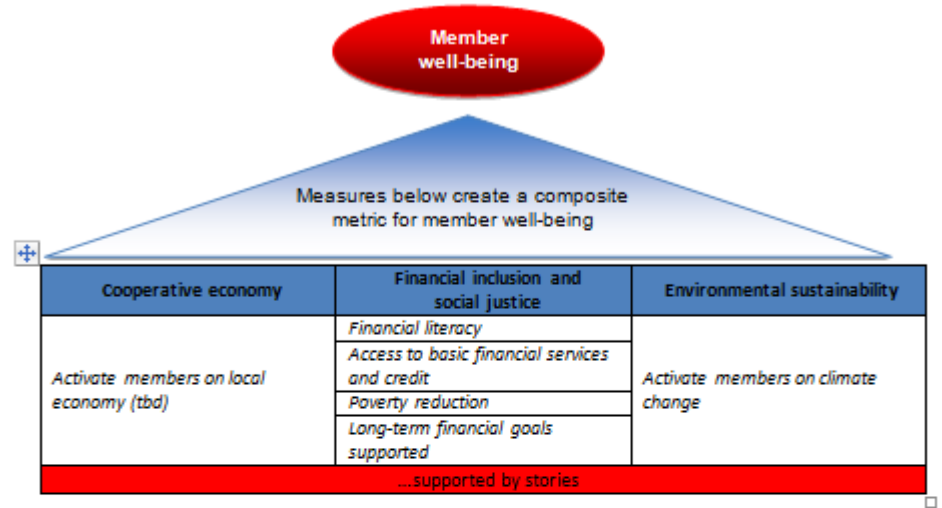 Member
well-being
Measures below create a composite
metric for member well-being
Cooperative economy
Financial inclusion and
social justice
Environmental sustainability
Activate members on local
economy (tbd)
Financial literacy
Access to basic financial services
and credit
Poverty reduction
Long-term financial goals
supported
Activate members on climate
change
...supported by stories